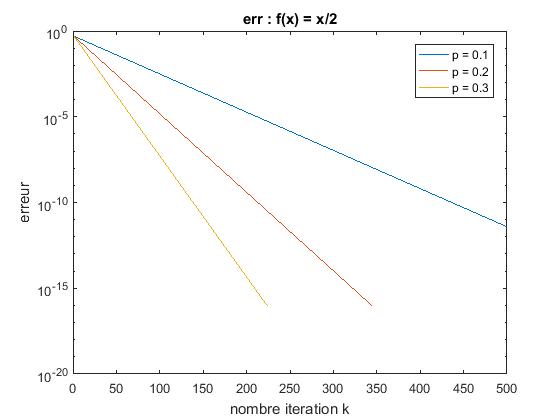 err : f(x) = x/2
10^0
10^-5
10^-10
10^-15
10^-20
erreur
p = 0.1
p = 0.2
p = 0.3
0 50 100 150 200 250 300 350 400 450 500
nombre iteration k